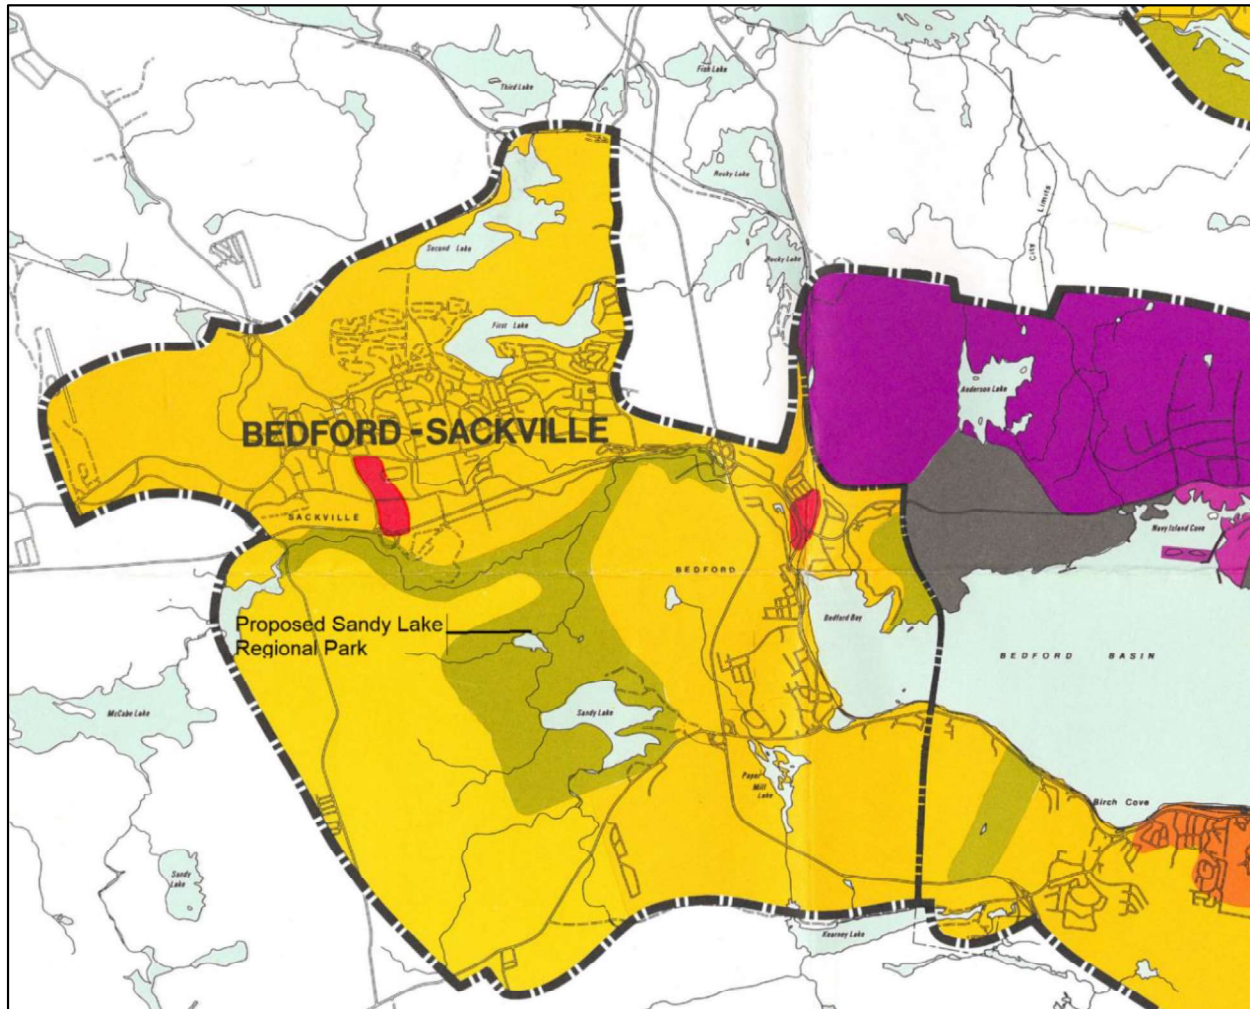 Third Lake
Fish Lake
Rocky Lake
City Limits
Second Lake
Rocky Lake
First Lake
Anderson Lake
BEDFORD-SACKVILLE
SACKVILLE
Navy Island Cove
BEDFORD
Proposed Sandy Lake
Regional Park
Bedford Bay
BEDFORD BASIN
McCabe Lake
Sandy Lake
Paper
Mill
Lake
Birch Cove
Sandy
Lake
Kearney Lake